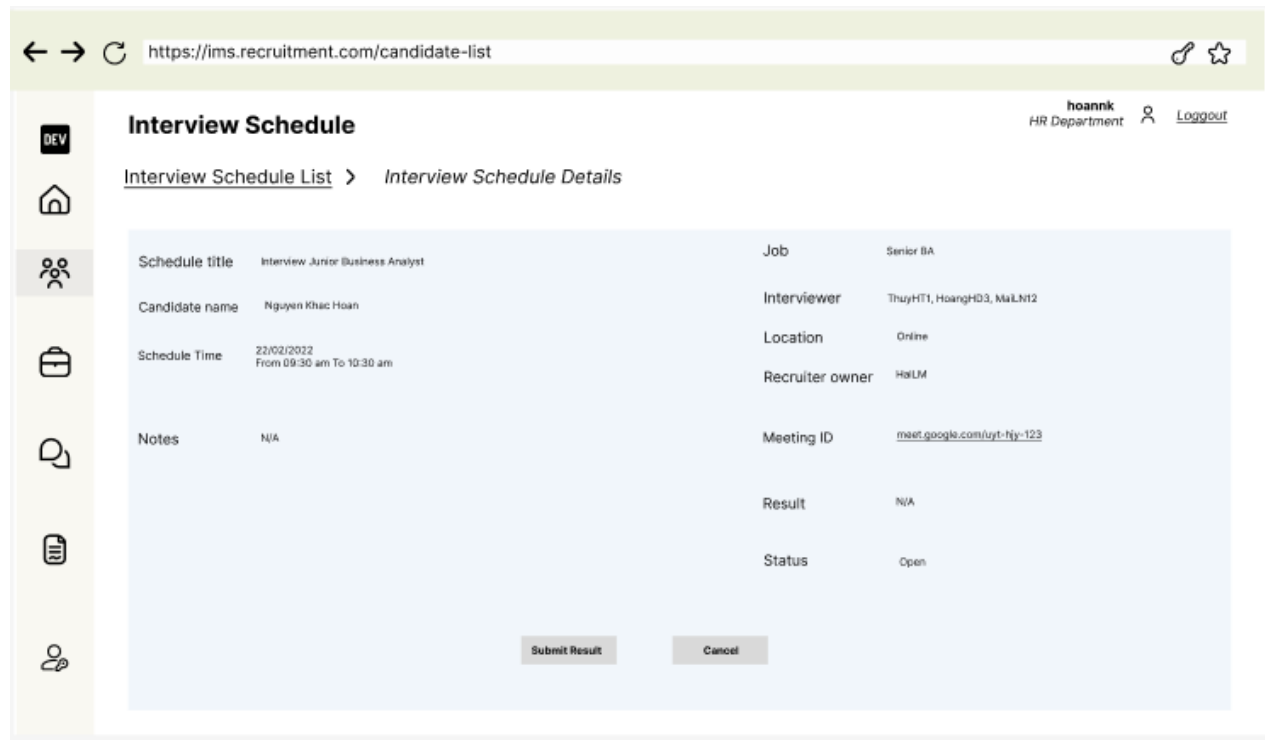 https://ims.recruitment.com/candidate-list
hoannk
HR Department
Loggout
DEV
Interview Schedule
Interview Schedule List > Interview Schedule Details
Schedule title Interview Junior Business Analyst
Candidate name Nguyen Khac Hoan
Schedule Time 22/02/2022
From 09:30 am To 10:30 am
Notes N/A
Job Senior BA
Interviewer ThuyHT1, HoangHD3, MaiLN12
Location Online
Recruiter owner HaiLM
Meeting ID meet.google.com/uyt-hjy-123
Result N/A
Status Open
Submit Result Cancel